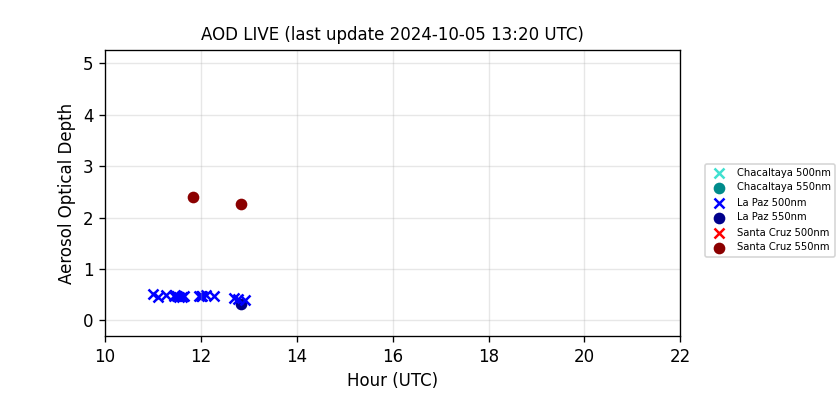 AOD LIVE (last update 2024-10-05 13:20 UTC)
5
4
3
2
1
0
Aerosol Optical Depth
10 12 14 16 18 20 22
Hour (UTC)
Chacaltaya 500nm
Chacaltaya 550nm
La Paz 500nm
La Paz 550nm
Santa Cruz 500nm
Santa Cruz 550nm